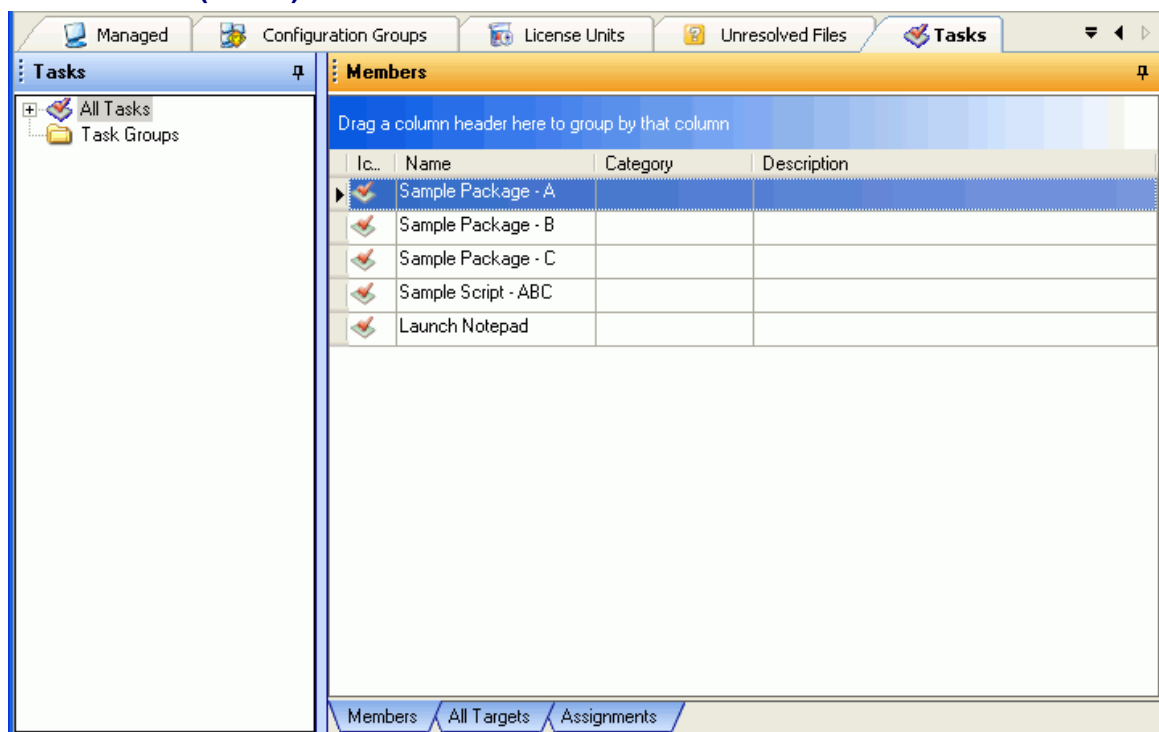 Managed Configuration Groups License Units Unresolved Files Tasks
Tasks
All Tasks
Task Groups
Members
Drag a column header here to group by that column
Ic... Name Category Description
Sample Package - A
Sample Package - B
Sample Package - C
Sample Script - ABC
Launch Notepad
Members All Targets Assignments